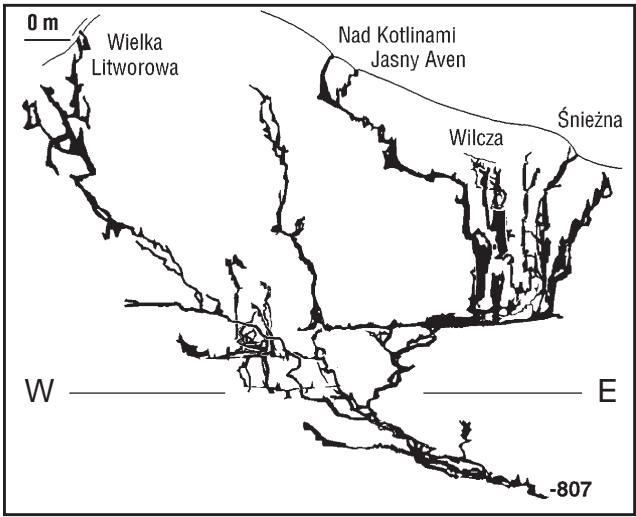 0 m
Wielka
Litworowa
Nad Kotlinami
Jasny Aven
Wilcza
Śnieżna
W
E
-807